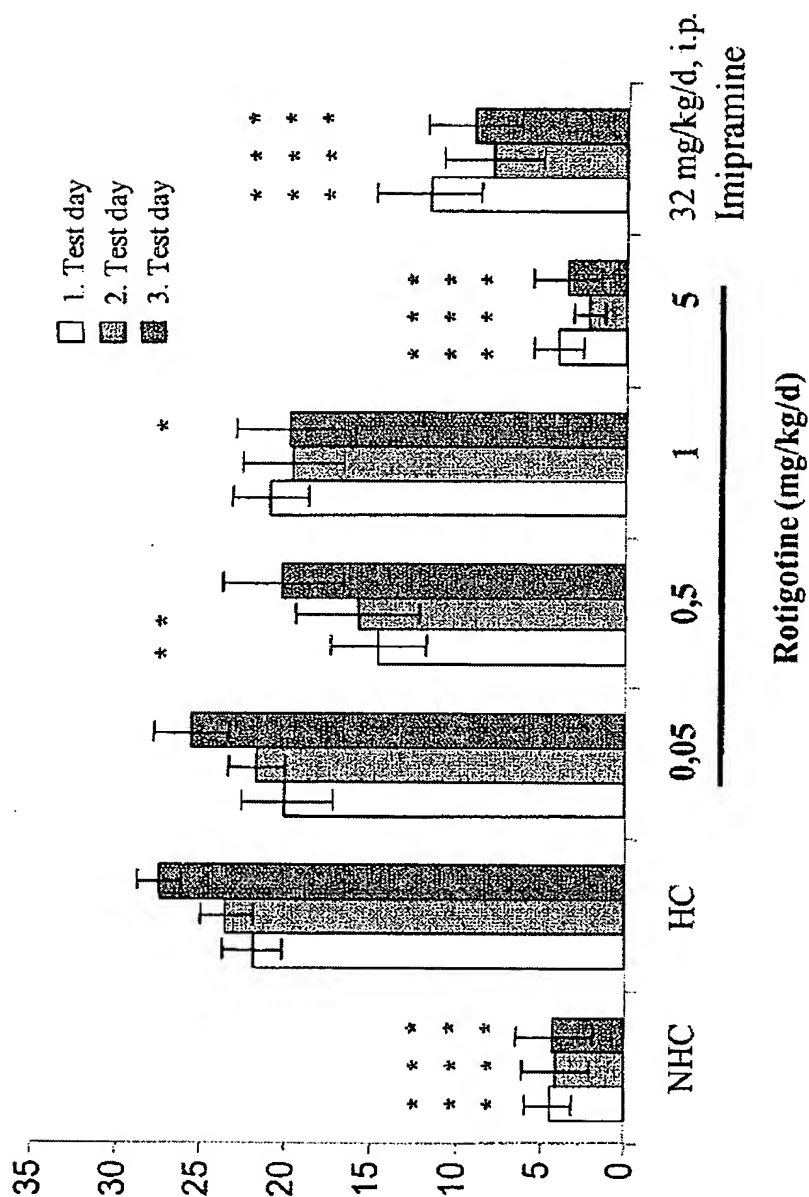 35
30
25
20
15
10
5
0
1. Test day
2. Test day
3. Test day
* * *
* * *
* * *
* *
*
* * *
* * *
* * *
* * *
* * *
* * *
NHC
HC
0,05
0,5
1
5
32 mg/kg/d, i.p.
Imipramine
Rotigotine (mg/kg/d)